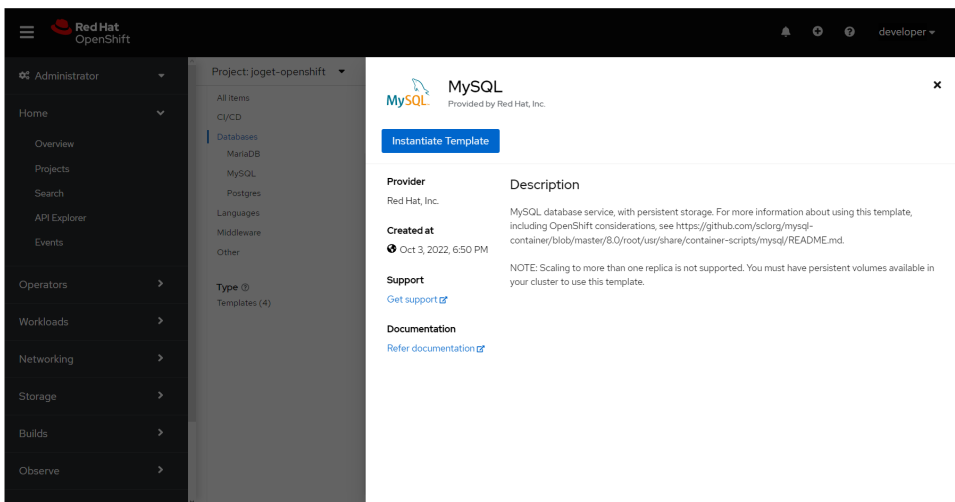 Red Hat
OpenShift
developer
Administrator
Home
Overview
Projects
Search
API Explorer
Events
Operators
Workloads
Networking
Storage
Builds
Observe
Project: joget-openshift
All Items
CI/CD
Databases
MariaDB
MySQL
Postgres
Languages
Middleware
Other
Type
Templates (4)
MySQL
MySQL
Provided by Red Hat, Inc.
Instantiate Template
Provider
Red Hat, Inc.
Created at
Oct 3, 2022, 6:50 PM
Support
Get support
Documentation
Refer documentation
Description
MySQL database service, with persistent storage. For more information about using this template,
including OpenShift considerations, see https://github.com/sclorg/mysql-
container/blob/master/8.0/root/usr/share/container-scripts/mysql/README.md.
NOTE: Scaling to more than one replica is not supported. You must have persistent volumes available in
your cluster to use this template.